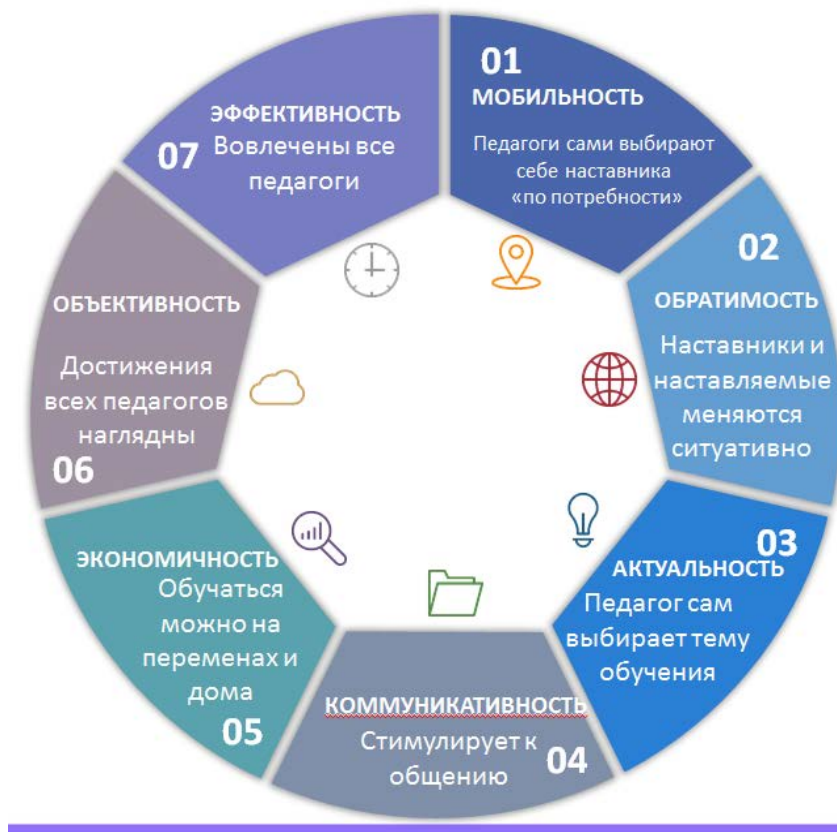 01
МОБИЛЬНОСТЬ
Педагоги сами выбирают
себе наставника
«по потребности»
02
ОБРАТИМОСТЬ
Наставники и
наставляемые
меняются
ситуативно
03
АКТУАЛЬНОСТЬ
Педагог сам
выбирает тему
обучения
КОММУНИКАТИВНОСТЬ
Стимулирует к
общению
04
ЭКОНОМИЧНОСТЬ
Обучаться
можно на
переменах и
дома
05
ОБЪЕКТИВНОСТЬ
Достижения
всех педагогов
наглядны
06
ЭФФЕКТИВНОСТЬ
07
Вовлечены все
педагоги